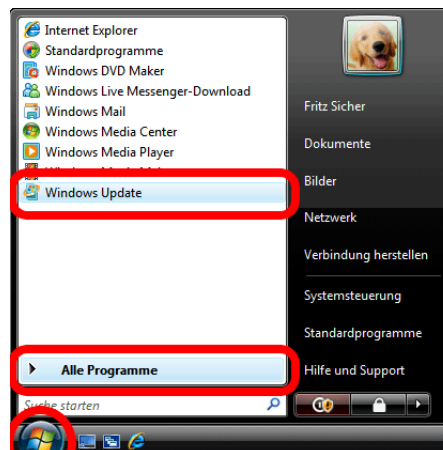 Internet Explorer
Standardprogramme
Windows DVD Maker
Windows Live Messenger-Download
Windows Mail
Windows Media Center
Windows Media Player
Windows Update
Alle Programme
Suche starten
Fritz Sicher
Dokumente
Bilder
Netzwerk
Verbindung herstellen
Systemsteuerung
Standardprogramme
Hilfe und Support